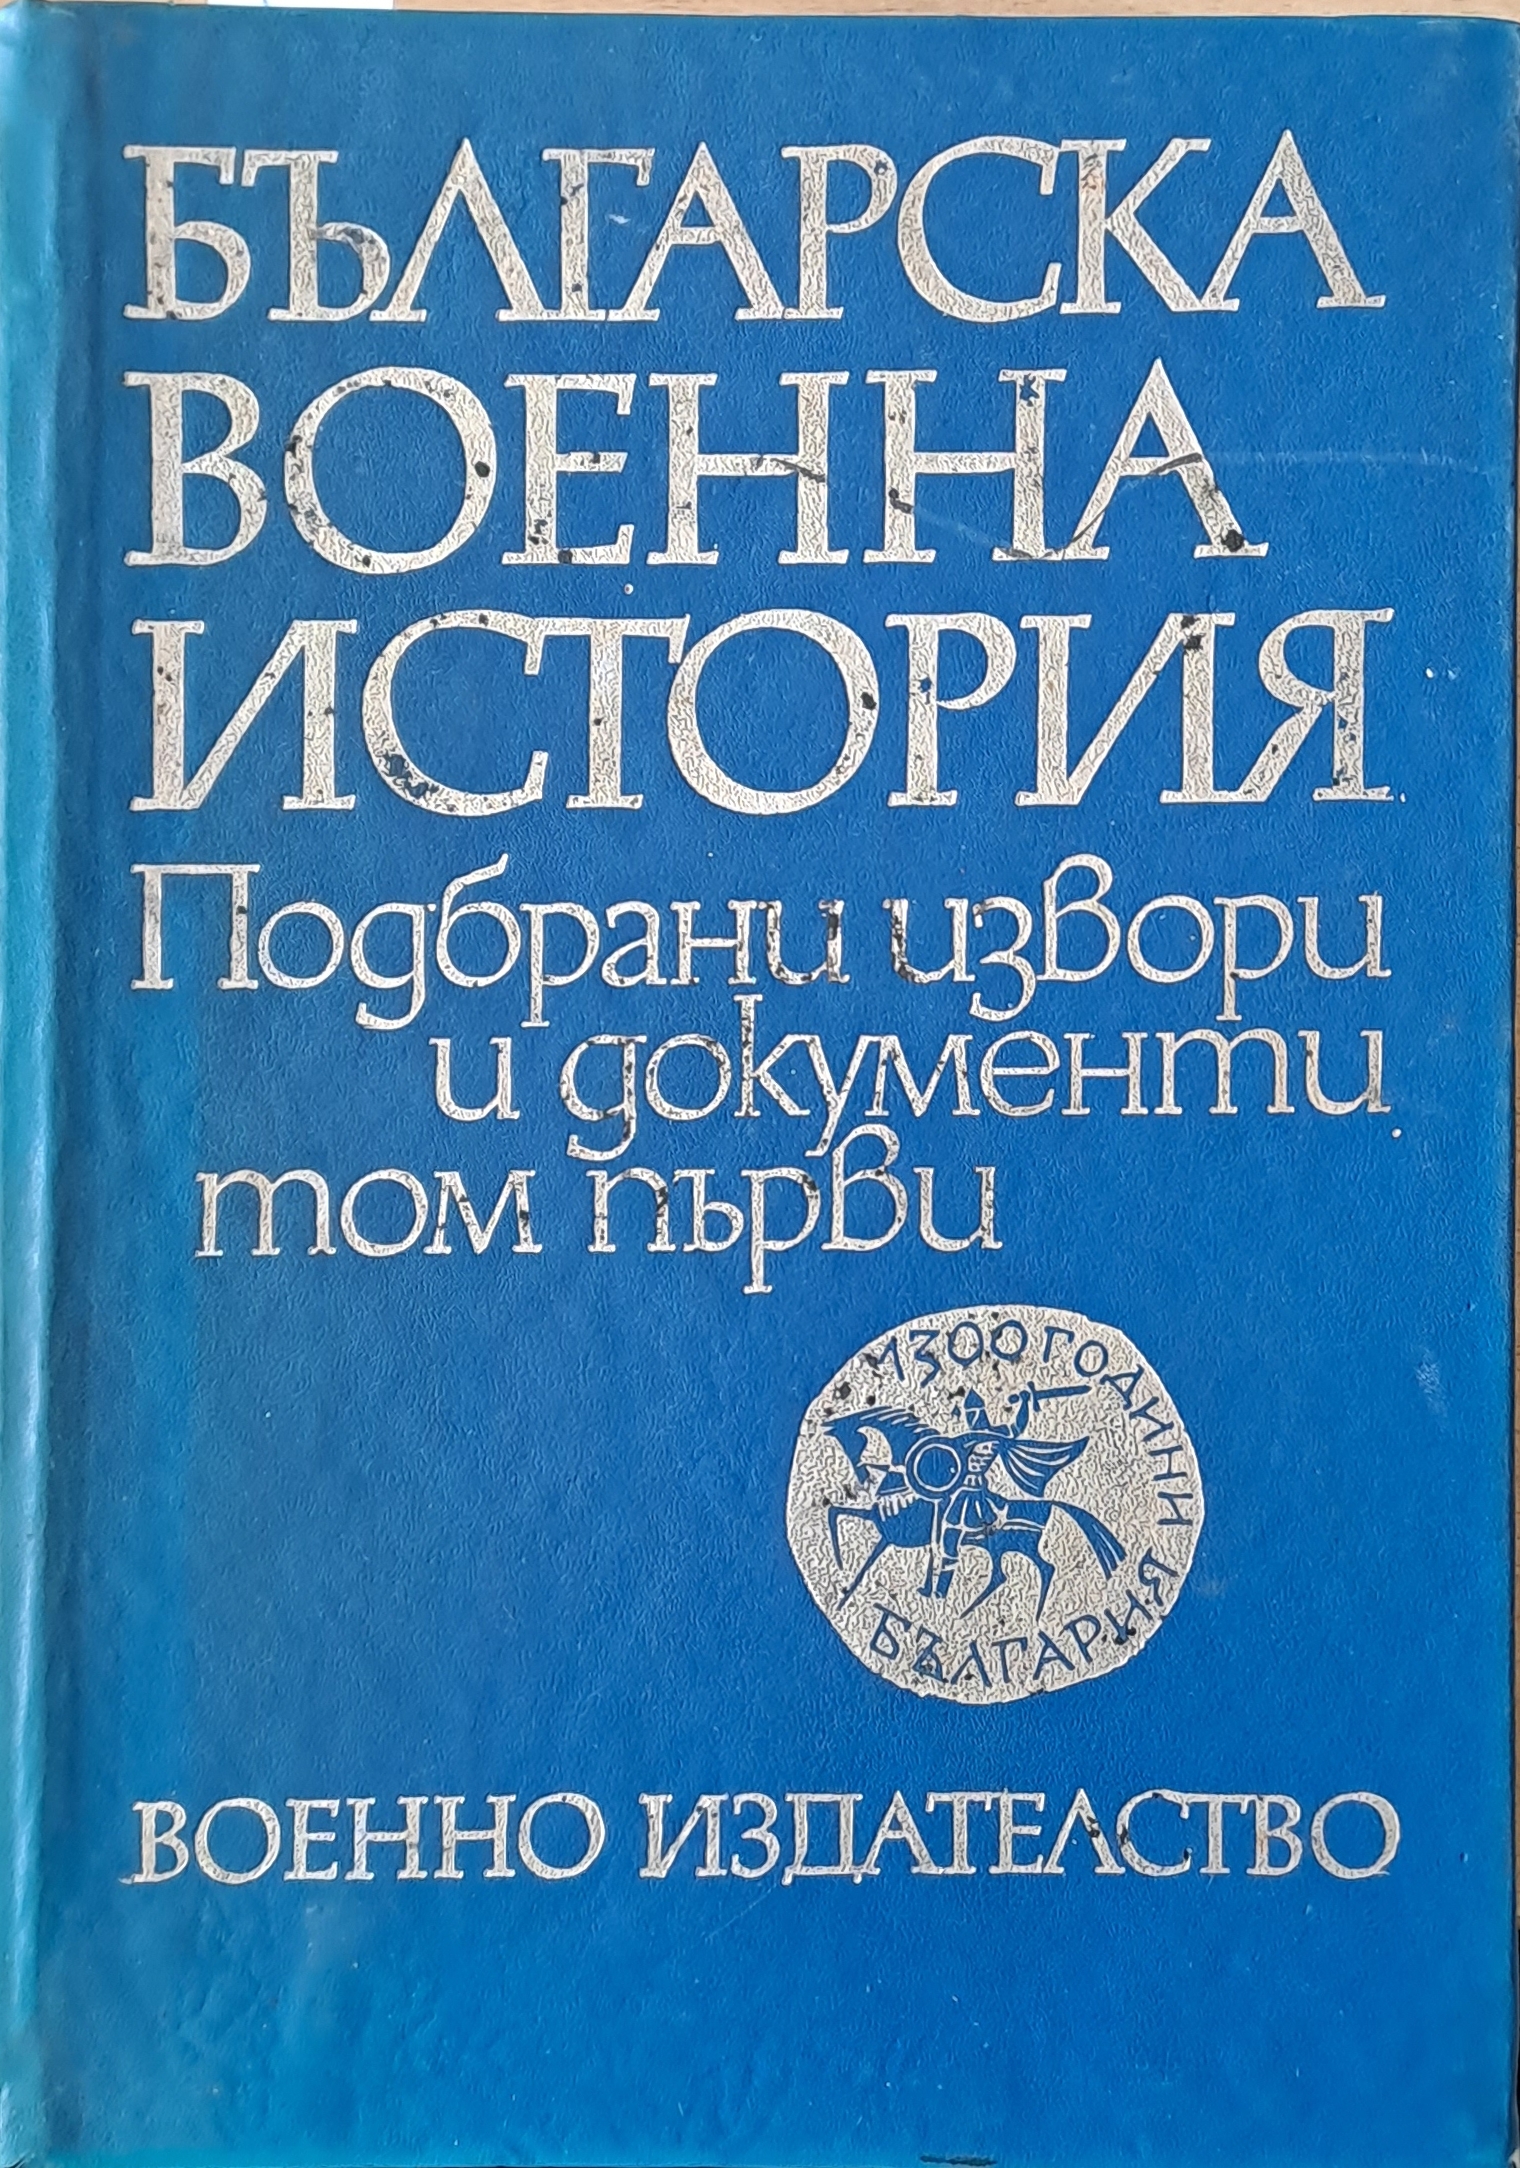 БЪЛГАРСКА
ВОЕННА
ИСТОРИЯ
Подбрани извори
и документи
том първи
1300 ГОДИНИ
БЪЛГАРИЯ
ВОЕННО ИЗДАТЕЛСТВО